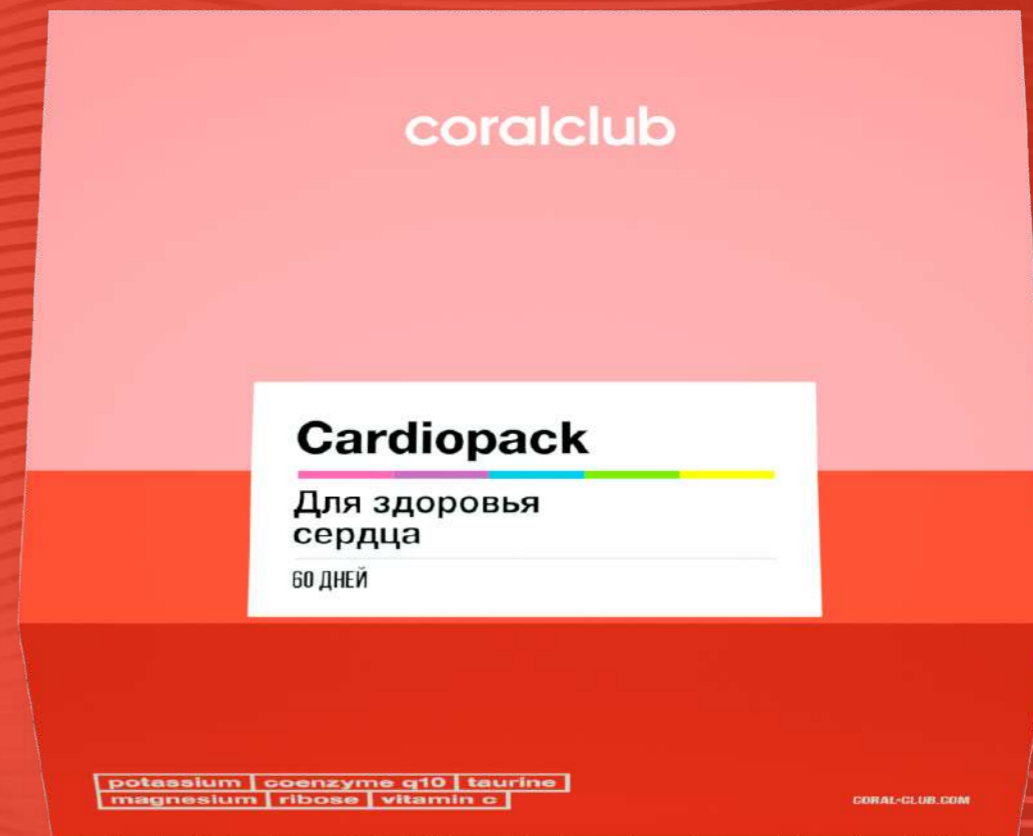 coralclub
Cardiopack
Для здоровья
сердца
60 ДНЕЙ
potassium coenzyme q10 taurine
magnesium ribose vitamin c
CORAL-CLUB.COM